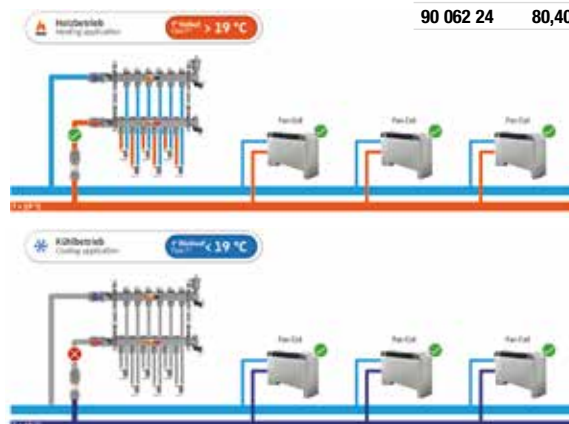 90 062 24 80,40
Heizbetrieb
Heating application
> 19 °C
Fan Coil
Fan Coil
Fan Coil
Kühlbetrieb
Cooling application
< 19 °C
Fan Coil
Fan Coil
Fan Coil